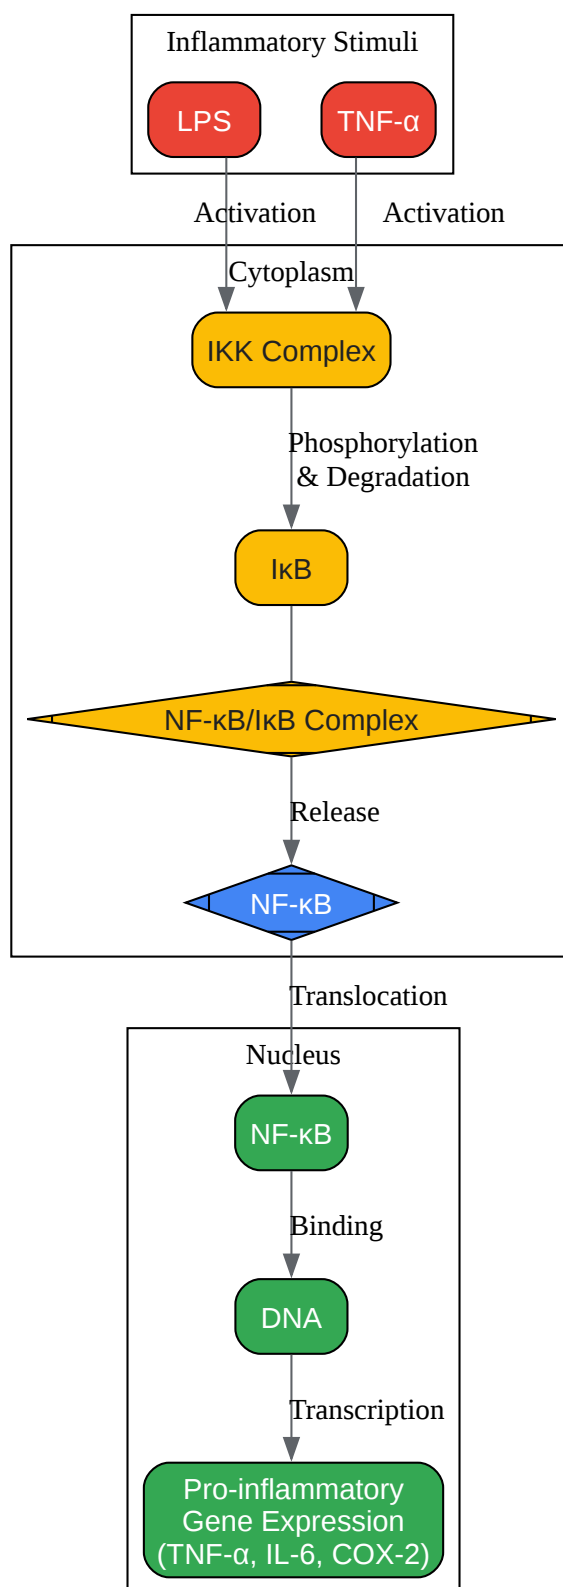 Inflammatory Stimuli
LPS
TNF-α
Activation
Activation
Cytoplasm
IKK Complex
Phosphorylation
& Degradation
IκB
NF-κB/IκB Complex
Release
NF-κB
Translocation
Nucleus
NF-κB
Binding
DNA
Transcription
Pro-inflammatory
Gene Expression
(TNF-α, IL-6, COX-2)